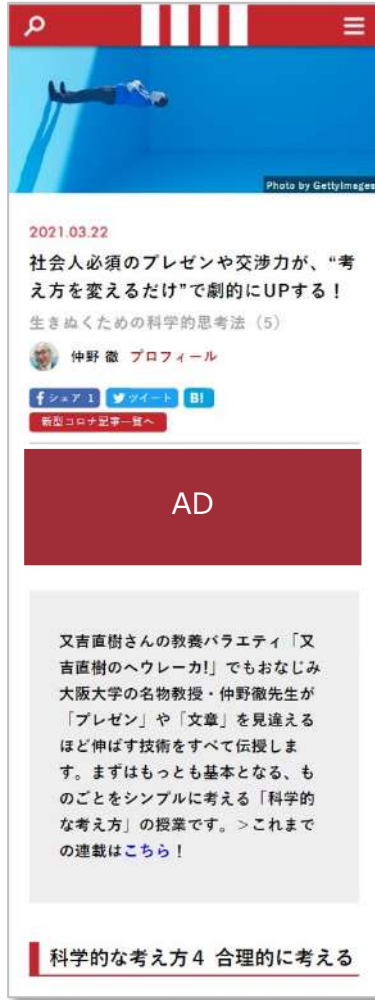 Photo by GettyImages
2021.03.22
社会人必須のプレゼンや交渉力が、“考
え方を変えるだけ”で劇的にUPする！
生きぬくための科学的思考法（5）
仲野 徹 プロフィール
シェア 1 ツイート B!
新型コロナ記事一覧へ
AD
又吉直樹さんの教養バラエティ「又
吉直樹のヘウレーカ!」でもおなじみ
大阪大学の名物教授・仲野徹先生が
「プレゼン」や「文章」を見違える
ほど伸ばす技術をすべて伝授しま
す。まずはもっとも基本となる、も
のごとをシンプルに考える「科学的
な考え方」の授業です。＞これまで
の連載はこちら！
科学的な考え方４ 合理的に考える